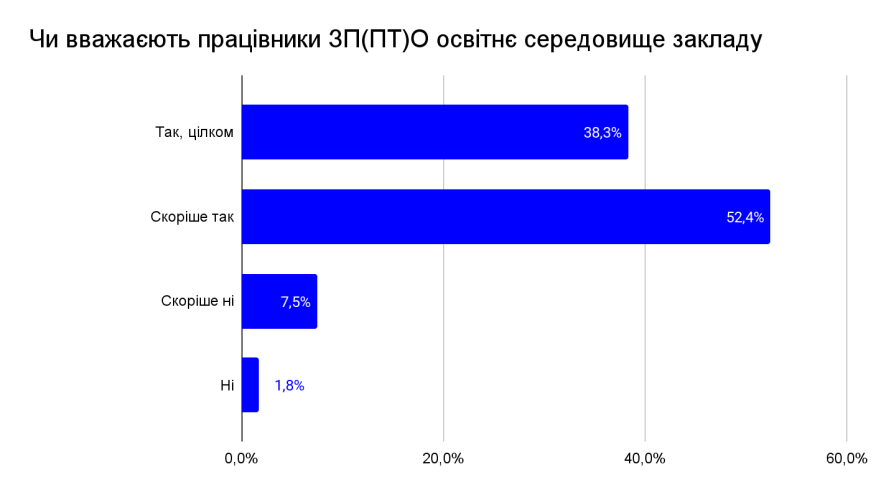 Чи вважаєють працівники ЗП(ПТ)О освітнє середовище закладу
Так, цілком
38,3%
Скоріше так
52,4%
Скоріше ні
7,5%
Ні
1,8%
0,0%
20,0%
40,0%
60,0%